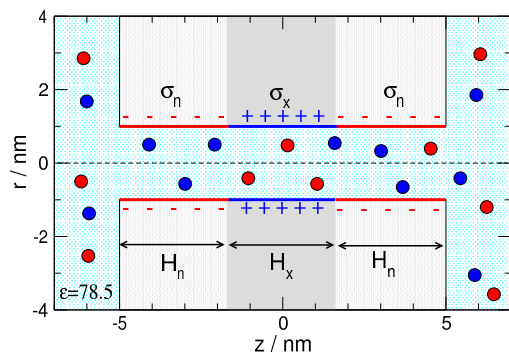 4
2
0
-2
-4
r / nm
σn σx σn
- - - - + + + + + - - - -
- - - - + + + + + - - - -
Hn Hx Hn
ε=78.5
-5 0 5
z / nm